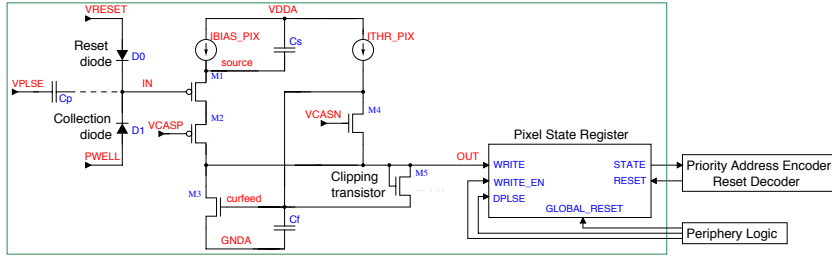 VRESET
VDDA
IBIAS_PIX
ITHR_PIX
Reset
diode
D0
Cs
source
M1
VPLSE
Cp
IN
M4
VCASN
Collection
diode
D1
VCASP
M2
PWELL
M3
curfeed
Cf
GNDA
Clipping
transistor
M5
OUT
Pixel State Register
WRITE
STATE
WRITE_EN
RESET
DPLSE
GLOBAL_RESET
Priority Address Encoder
Reset Decoder
Periphery Logic